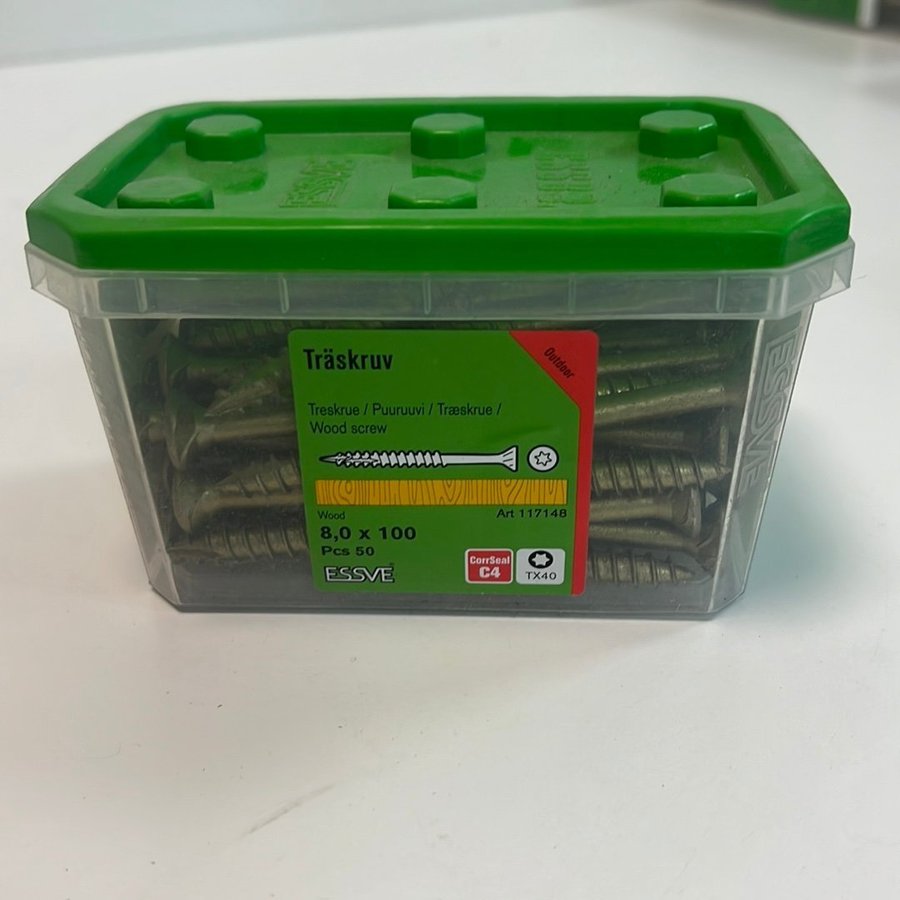 ESSVE
Träskruv
Outdoor
Treskrue / Puuruuvi / Træskrue /
Wood screw
Wood
Art 117148
8,0 x 100
Pcs 50
ESSVE
CorrSeal
C4
TX40
ESSVE